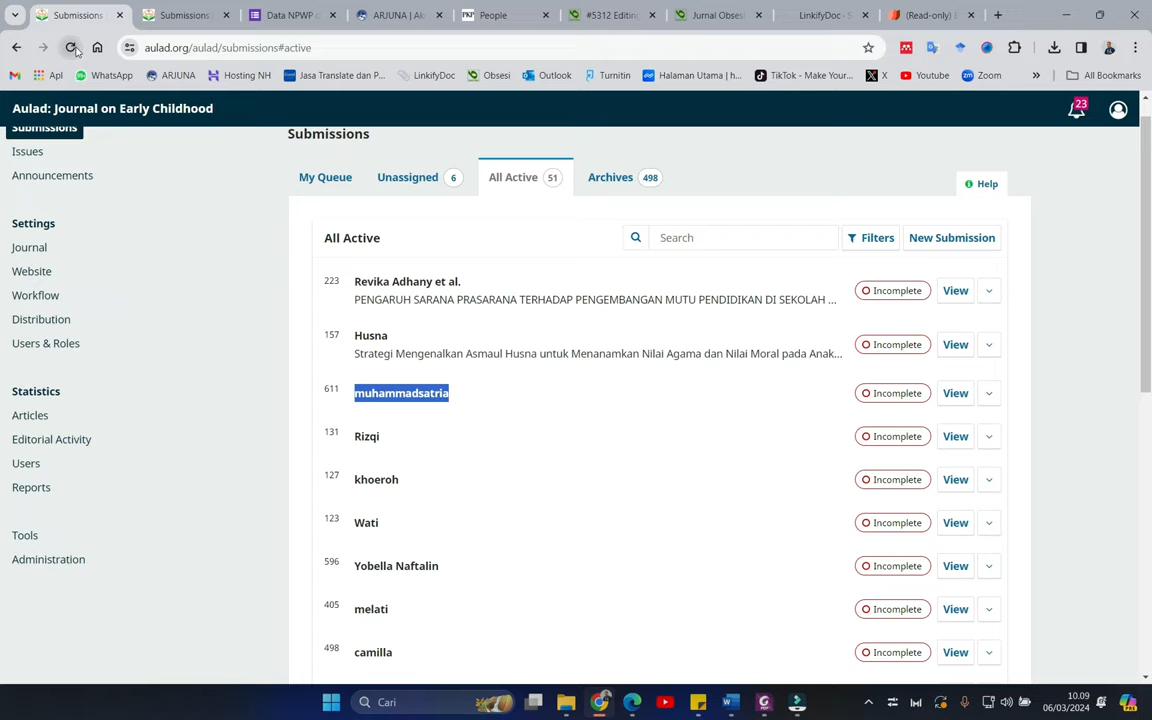 Submissions
Submissions
Data NPWP d
ARJUNA | Ak
PKP
People
#5312 Editing
Jurnal Obses
LinkifyDoc - S
(Read-only) E
aulad.org/aulad/submissions#active
Apl
WhatsApp
ARJUNA
Hosting NH
Jasa Translate dan P...
LinkifyDoc
Obsesi
Outlook
Turnitin
Halaman Utama | h...
TikTok - Make Your...
X
Youtube
zm
Zoom
»
All Bookmarks
Aulad: Journal on Early Childhood
23
Submissions
Issues
Announcements
Settings
Journal
Website
Workflow
Distribution
Users & Roles
Statistics
Articles
Editorial Activity
Users
Reports
Tools
Administration
Submissions
My Queue
Unassigned 6
All Active 51
Archives 498
Help
All Active
Search
Filters
New Submission
223 Revika Adhany et al.
PENGARUH SARANA PRASARANA TERHADAP PENGEMBANGAN MUTU PENDIDIKAN DI SEKOLAH ...
Incomplete View
157 Husna
Strategi Mengenalkan Asmaul Husna untuk Menanamkan Nilai Agama dan Nilai Moral pada Anak...
Incomplete View
611 muhammadsatria Incomplete View
131 Rizqi Incomplete View
127 khoeroh Incomplete View
123 Wati Incomplete View
596 Yobella Naftalin Incomplete View
405 melati Incomplete View
498 camilla Incomplete View
Cari
10.09
06/03/2024